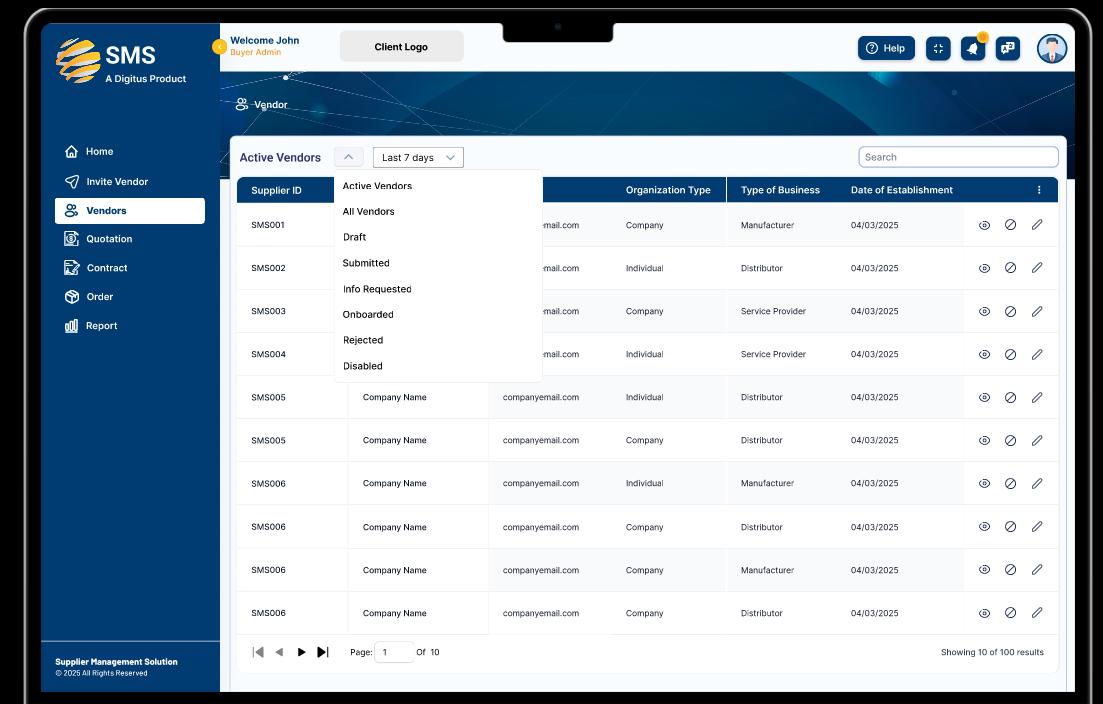 SMS
A Digitus Product
Welcome John
Buyer Admin
Client Logo
Help
Vendor
Home
Invite Vendor
Vendors
Quotation
Contract
Order
Report
Supplier Management Solution
© 2025 All Rights Reserved
Active Vendors Last 7 days Search
Active Vendors
All Vendors
Draft
Submitted
Info Requested
Onboarded
Rejected
Disabled
Supplier ID Organization Type Type of Business Date of Establishment
SMS001 email.com Company Manufacturer 04/03/2025
SMS002 email.com Individual Distributor 04/03/2025
SMS003 email.com Company Service Provider 04/03/2025
SMS004 email.com Individual Service Provider 04/03/2025
SMS005 Company Name companyemail.com Individual Distributor 04/03/2025
SMS005 Company Name companyemail.com Company Distributor 04/03/2025
SMS006 Company Name companyemail.com Individual Manufacturer 04/03/2025
SMS006 Company Name companyemail.com Company Distributor 04/03/2025
SMS006 Company Name companyemail.com Company Manufacturer 04/03/2025
SMS006 Company Name companyemail.com Company Distributor 04/03/2025
Page: 1 Of 10 Showing 10 of 100 results